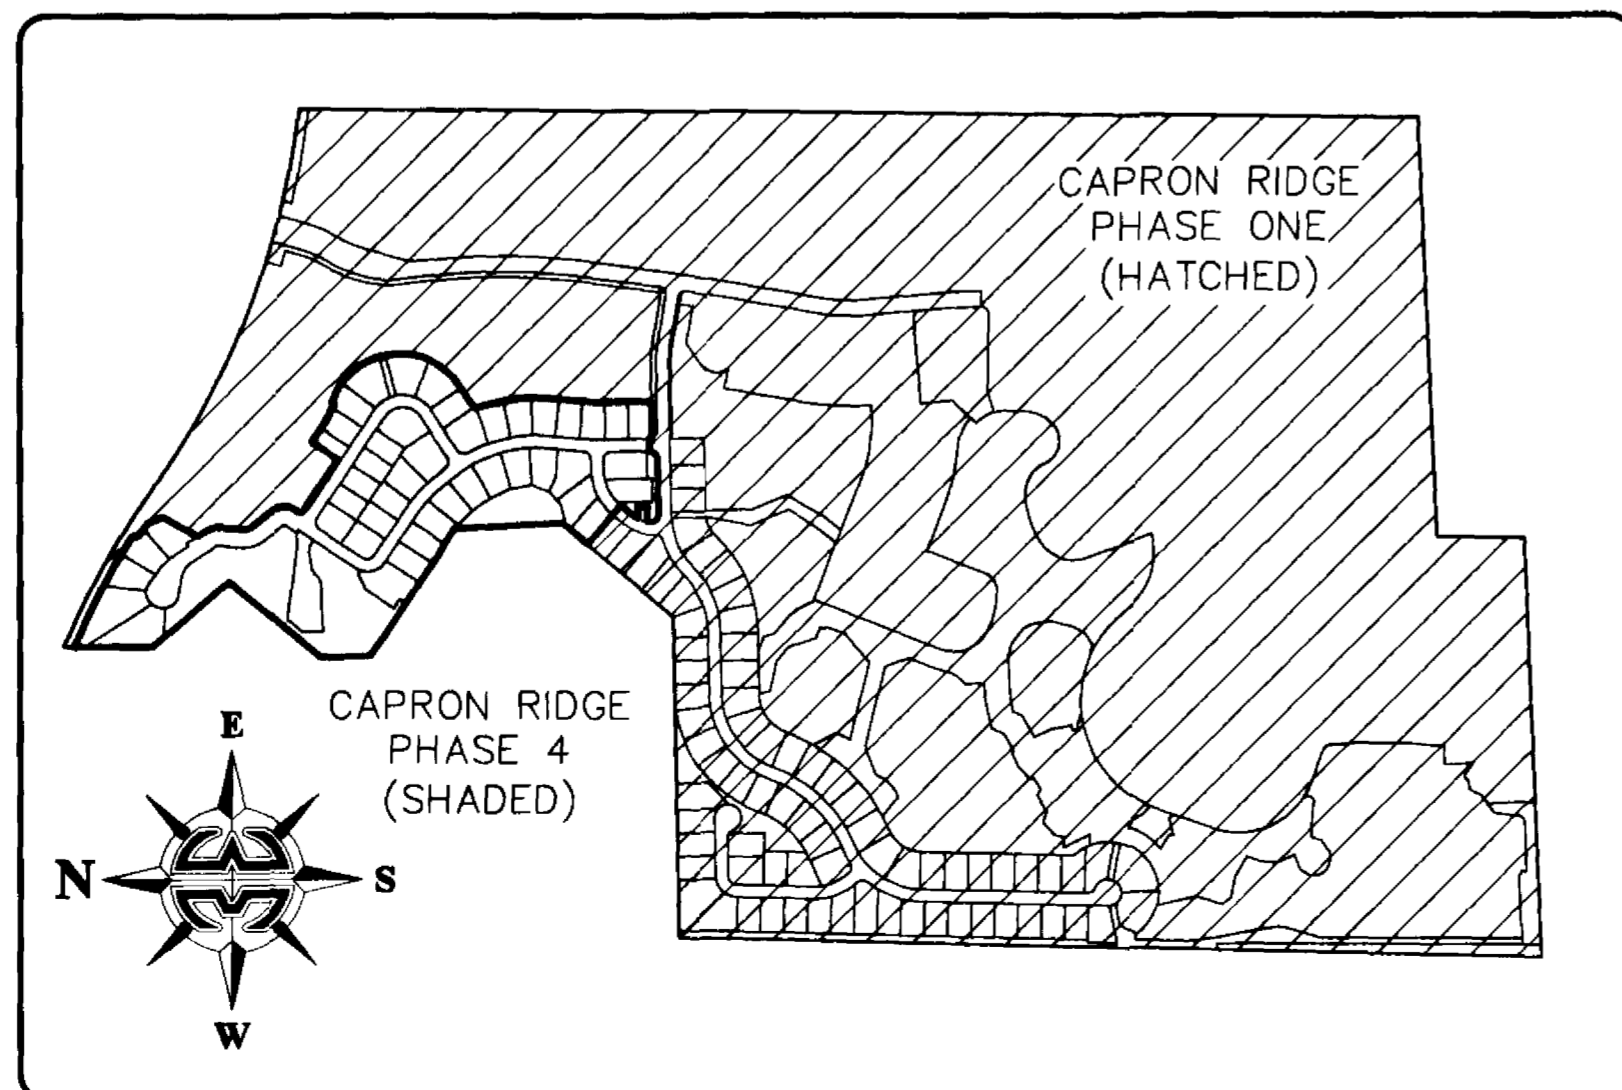 CAPRON RIDGE
PHASE ONE
(HATCHED)
CAPRON RIDGE
PHASE 4
(SHADED)
E
N
S
W